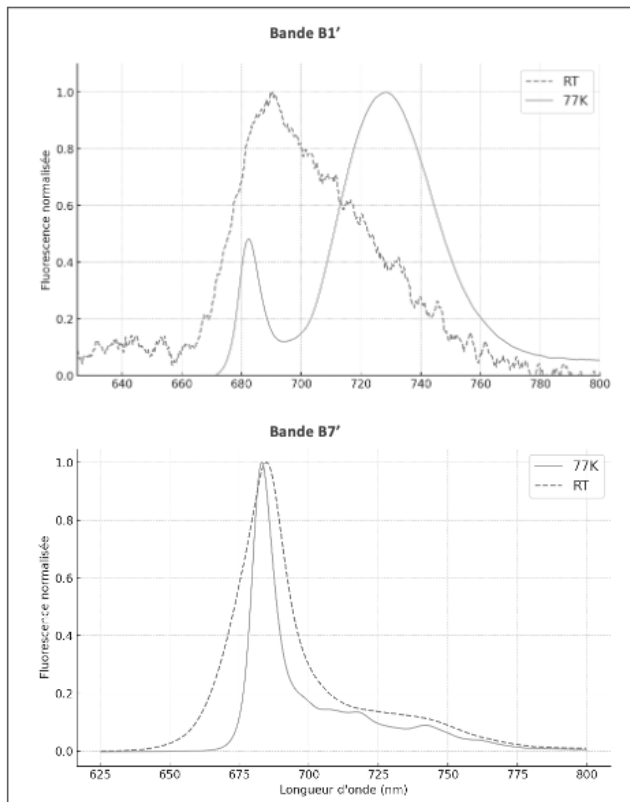 Bande B1’
Fluorescence normalisée
1.0
0.8
0.6
0.4
0.2
0.0
RT
77K
640 660 680 700 720 740 760 780 800
Bande B7’
Fluorescence normalisée
1.0
0.8
0.6
0.4
0.2
0.0
77K
RT
625 650 675 700 725 750 775 800
Longueur d'onde (nm)